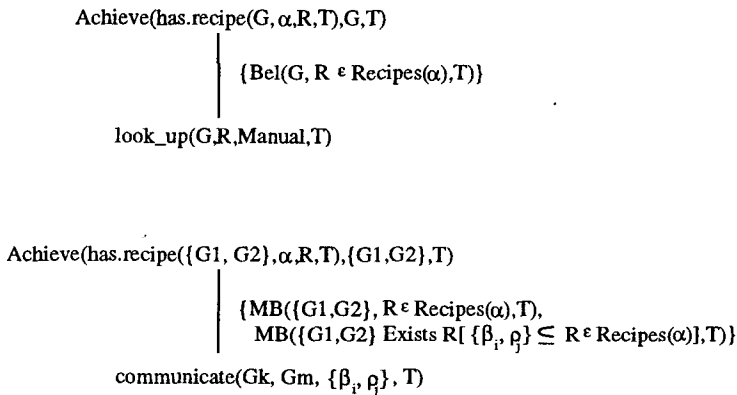 Achieve(has.recipe(G, α,R,T),G,T)
{Bel(G, R ε Recipes(α),T)}
look_up(G,R,Manual,T)
Achieve(has.recipe({G1, G2},α,R,T),{G1,G2},T)
{MB({G1,G2}, R ε Recipes(α),T),
MB({G1,G2} Exists R[ {βi, ρj} ≤ R ε Recipes(α)],T)}
communicate(Gk, Gm, {βi, ρj}, T)